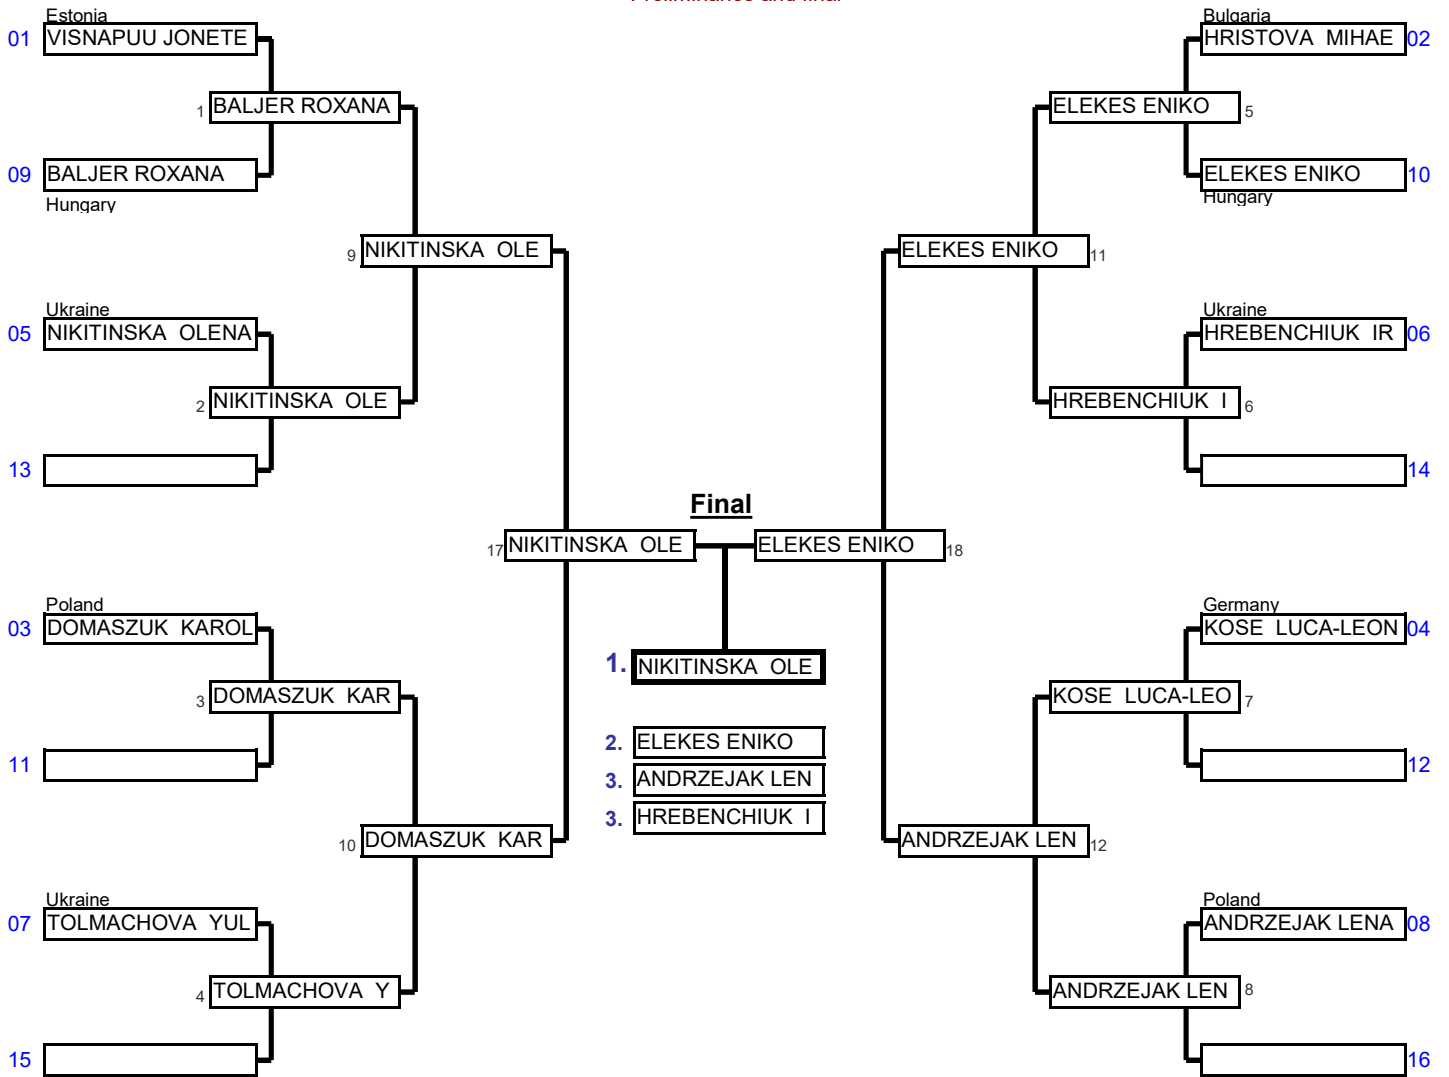 Preliminaries and final
Estonia
01 VISNAPUU JONETE
1 BALJER ROXANA
09 BALJER ROXANA
Hungary
9 NIKITINSKA OLE
Ukraine
05 NIKITINSKA OLENA
2 NIKITINSKA OLE
13
17 NIKITINSKA OLE
Poland
03 DOMASZUK KAROL
3 DOMASZUK KAR
11
10 DOMASZUK KAR
Ukraine
07 TOLMACHOVA YUL
4 TOLMACHOVA Y
15
Final
1. NIKITINSKA OLE
2. ELEKES ENIKO
3. ANDRZEJAK LEN
3. HREBENCHIUK I
Bulgaria
HRISTOVA MIHAE 02
ELEKES ENIKO 5
ELEKES ENIKO 10
Hungary
ELEKES ENIKO 11
Ukraine
HREBENCHIUK IR 06
HREBENCHIUK I 6
14
ELEKES ENIKO 18
Germany
KOSE LUCA-LEON 04
KOSE LUCA-LEO 7
12
ANDRZEJAK LEN 12
Poland
ANDRZEJAK LENA 08
ANDRZEJAK LEN 8
16